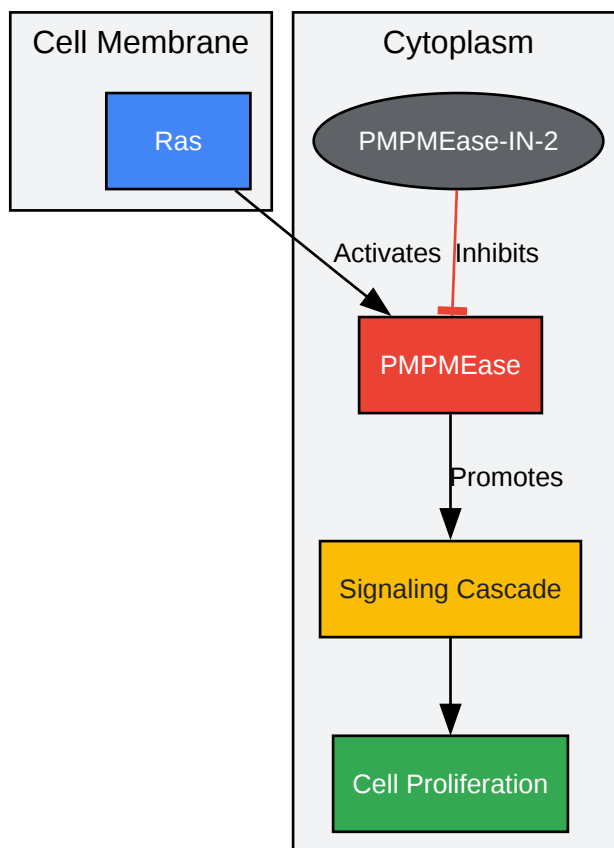 Cell Membrane
Cytoplasm
Ras
PMPMEase-IN-2
Activates
Inhibits
PMPMEase
Promotes
Signaling Cascade
Cell Proliferation